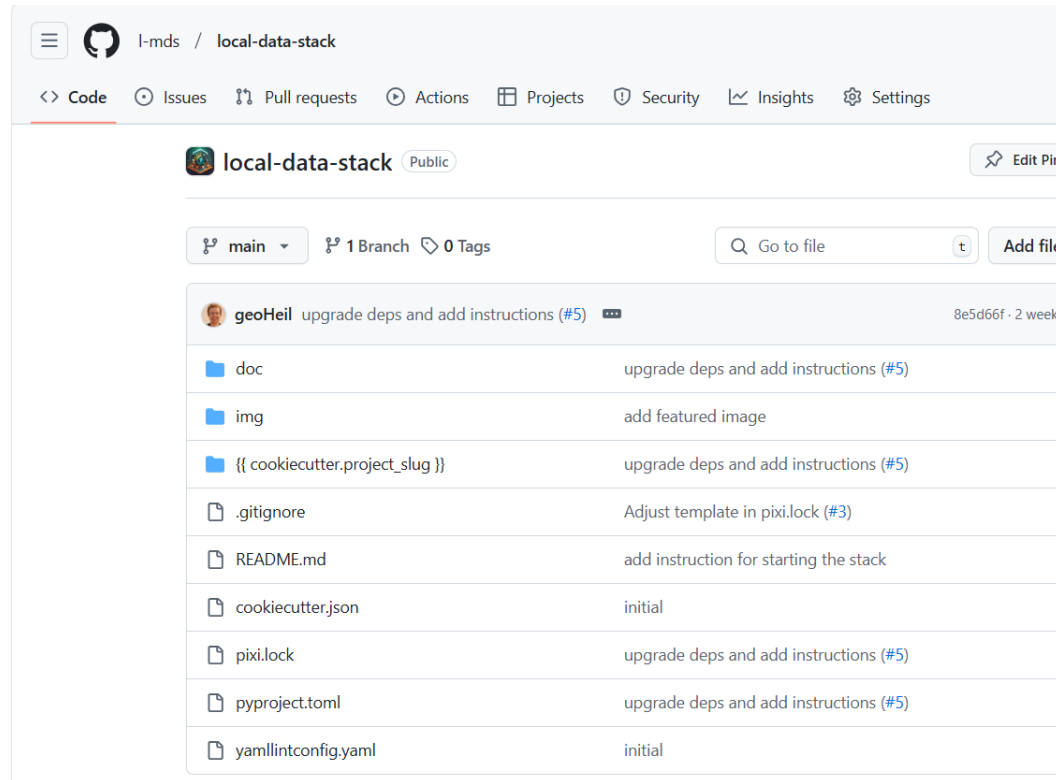 l-mds / local-data-stack
Code Issues Pull requests Actions Projects Security Insights Settings
local-data-stack Public Edit
main 1 Branch 0 Tags Go to file t Add
geoHeil upgrade deps and add instructions (#5) 8e5d66f · 2
doc upgrade deps and add instructions (#5)
img add featured image
{{ cookiecutter.project_slug }} upgrade deps and add instructions (#5)
.gitignore Adjust template in pixi.lock (#3)
README.md add instruction for starting the stack
cookiecutter.json initial
pixi.lock upgrade deps and add instructions (#5)
pyproject.toml upgrade deps and add instructions (#5)
yamllintconfig.yaml initial